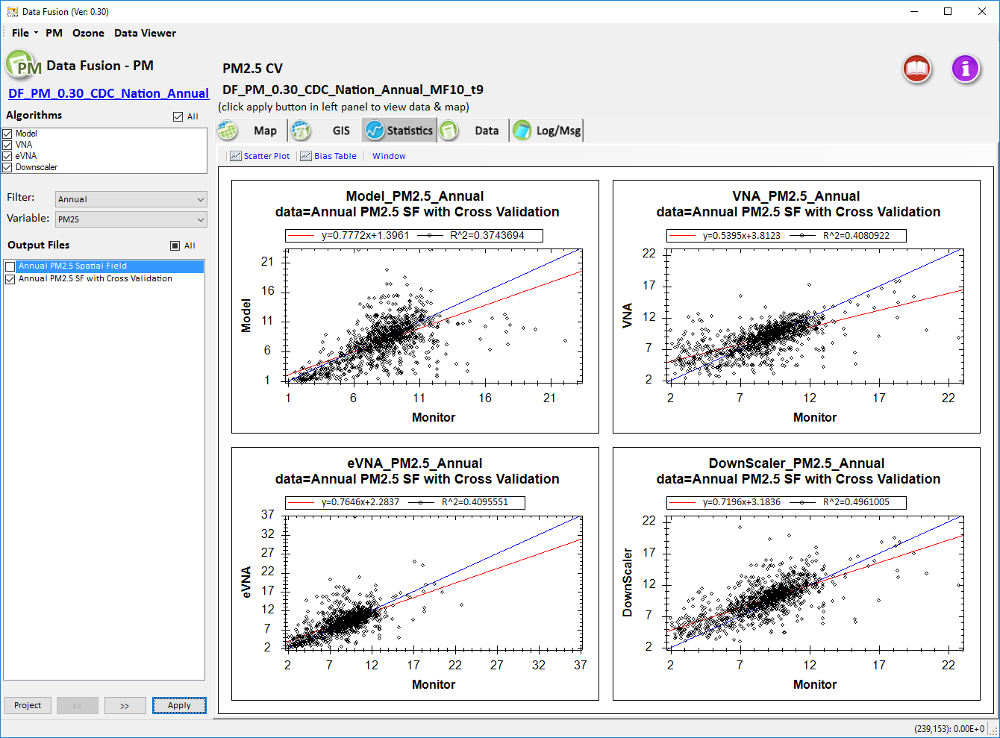 Data Fusion (Ver: 0.30)
File PM Ozone Data Viewer
PM Data Fusion - PM
DF_PM_0.30_CDC_Nation_Annual
Algorithms All
Model
VNA
eVNA
Downscaler
Filter: Annual
Variable: PM25
Output Files All
Annual PM2.5 Spatial Field
Annual PM2.5 SF with Cross Validation
Project << >> Apply
PM2.5 CV
DF_PM_0.30_CDC_Nation_Annual_MF10_t9
(click apply button in left panel to view data & map)
i
Map GIS Statistics Data Log/Msg
Scatter Plot Bias Table Window
Model_PM2.5_Annual
data=Annual PM2.5 SF with Cross Validation
y=0.7772x+1.3961 R^2=0.3743694
21
16
11
6
1
Model
1 6 11 16 21
Monitor
VNA_PM2.5_Annual
data=Annual PM2.5 SF with Cross Validation
y=0.5395x+3.8123 R^2=0.4080922
22
17
12
7
2
VNA
2 7 12 17 22
Monitor
eVNA_PM2.5_Annual
data=Annual PM2.5 SF with Cross Validation
y=0.7646x+2.2837 R^2=0.4095551
37
32
27
22
17
12
7
2
eVNA
2 7 12 17 22 27 32 37
Monitor
DownScaler_PM2.5_Annual
data=Annual PM2.5 SF with Cross Validation
y=0.7196x+3.1836 R^2=0.4961005
22
17
12
7
2
DownScaler
2 7 12 17 22
Monitor
(239,153): 0.00E+0